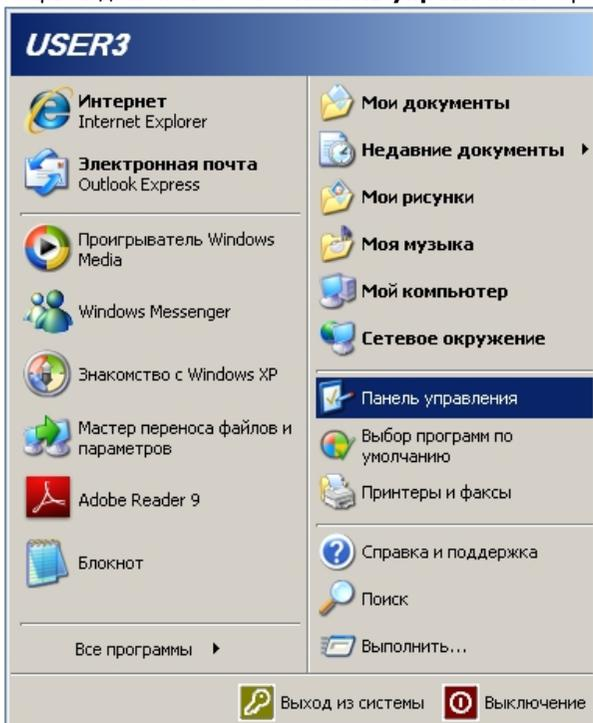 USER3
Интернет
Internet Explorer
Электронная почта
Outlook Express
Проигрыватель Windows
Media
Windows Messenger
Знакомство с Windows XP
Мастер переноса файлов и
параметров
Adobe Reader 9
Блокнот
Все программы
Мои документы
Недавние документы
Мои рисунки
Моя музыка
Мой компьютер
Сетевое окружение
Панель управления
Выбор программ по
умолчанию
Принтеры и факсы
Справка и поддержка
Поиск
Выполнить...
Выход из системы
Выключение